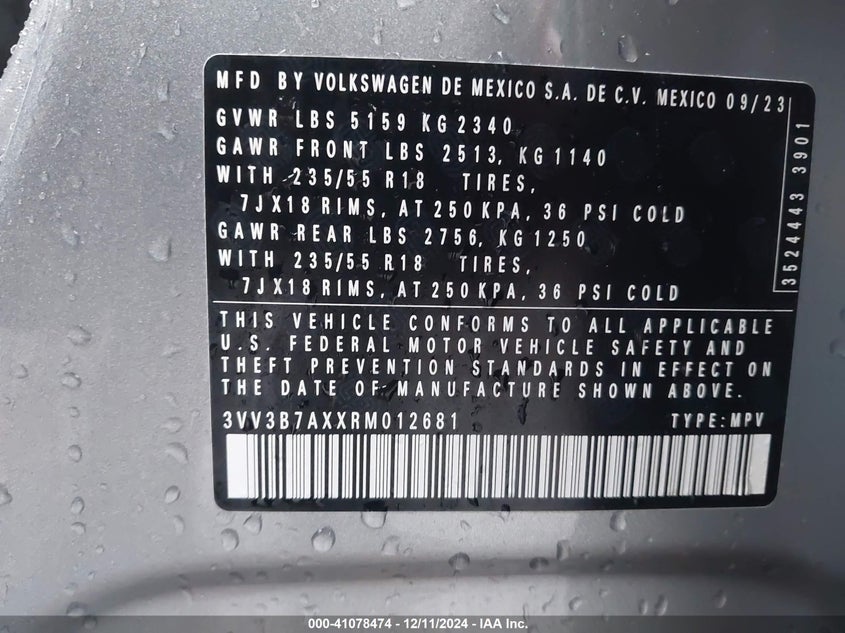 MFD BY VOLKSWAGEN DE MEXICO S.A. DE C.V. MEXICO 09/23
GVWR LBS 5159 KG 2340
GAWR FRONT LBS 2513, KG 1140
WITH 235/55 R18 TIRES,
7J X 18 RIMS, AT 250 KPA, 36 PSI COLD
GAWR REAR LBS 2756, KG 1250
WITH 235/55 R18 TIRES,
7J X 18 RIMS, AT 250 KPA, 36 PSI COLD
3524443 3901
THIS VEHICLE CONFORMS TO ALL APPLICABLE
U.S. FEDERAL MOTOR VEHICLE SAFETY AND
THEFT PREVENTION STANDARDS IN EFFECT ON
THE DATE OF MANUFACTURE SHOWN ABOVE.
3VV3B7AXXRM012681 TYPE: MPV
000-41078474 - 12/11/2024 - IAA Inc.